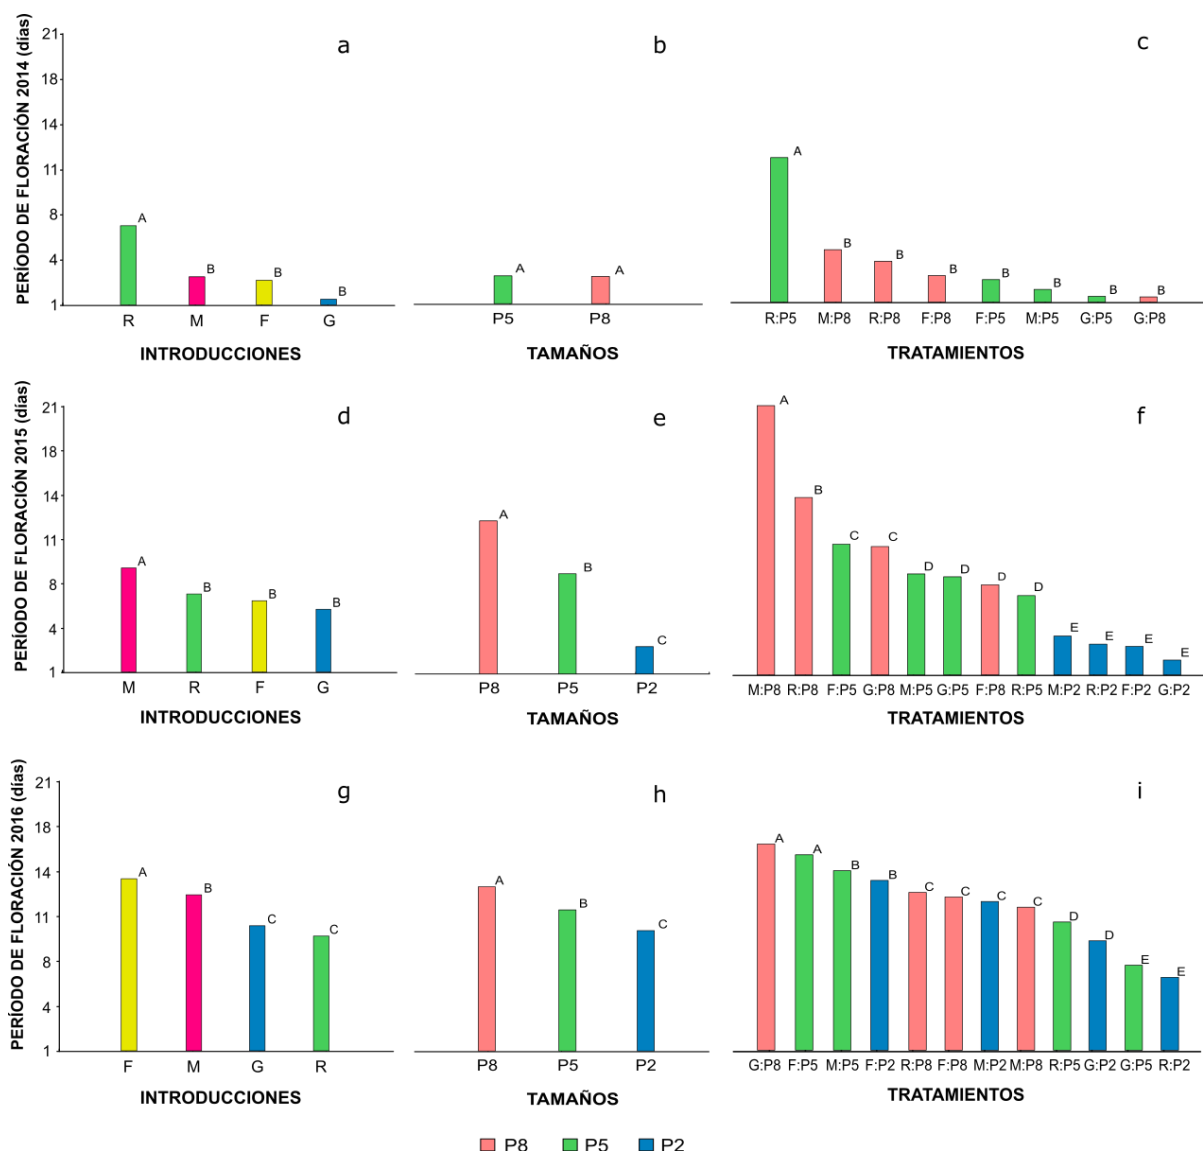 PERÍODO DE FLORACIÓN 2014 (días)
21
18
14
11
8
4
1
a
A
B
B
B
R M F G
INTRODUCCIONES
b
A
A
P5 P8
TAMAÑOS
c
A
B
B
B
B
B
B
B
R:P5 M:P8 R:P8 F:P8 F:P5 M:P5 G:P5 G:P8
TRATAMIENTOS
PERÍODO DE FLORACIÓN 2015 (días)
21
18
14
11
8
4
1
d
A
B
B
B
M R F G
INTRODUCCIONES
e
A
B
C
P8 P5 P2
TAMAÑOS
f
A
B
C
C
D
D
D
D
E
E
E
E
M:P8 R:P8 F:P5 G:P8 M:P5 G:P5 F:P8 R:P5 M:P2 R:P2 F:P2 G:P2
TRATAMIENTOS
PERÍODO DE FLORACIÓN 2016 (días)
21
18
14
11
8
4
1
g
A
B
C
C
F M G R
INTRODUCCIONES
h
A
B
C
P8 P5 P2
TAMAÑOS
i
A
A
B
B
C
C
C
C
D
D
E
E
G:P8 F:P5 M:P5 F:P2 R:P8 F:P8 M:P2 M:P8 R:P5 G:P2 G:P5 R:P2
TRATAMIENTOS
P8 P5 P2